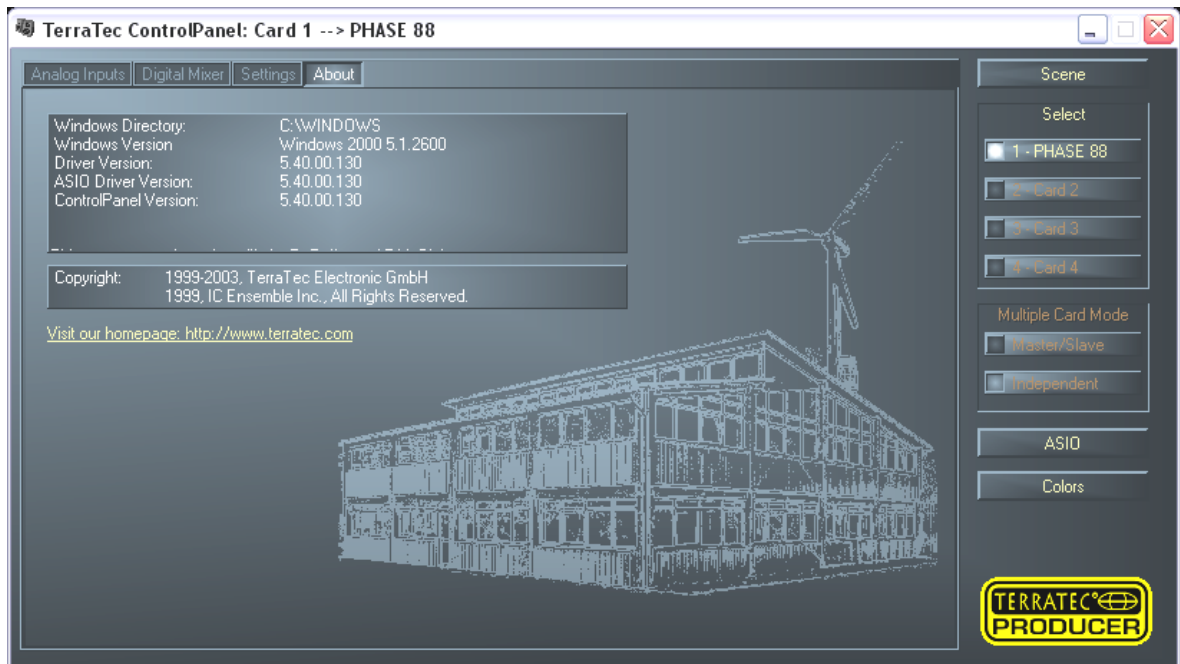 TerraTec ControlPanel: Card 1 --> PHASE 88
Analog Inputs Digital Mixer Settings About
Windows Directory: C:\WINDOWS
Windows Version Windows 2000 5.1.2600
Driver Version: 5.40.00.130
ASIO Driver Version: 5.40.00.130
ControlPanel Version: 5.40.00.130
Copyright: 1999-2003, TerraTec Electronic GmbH
1999, IC Ensemble Inc., All Rights Reserved.
Visit our homepage: http://www.terratec.com
Scene
Select
1 - PHASE 88
2 - Card 2
3 - Card 3
4 - Card 4
Multiple Card Mode
Master/Slave
Independent
ASIO
Colors
TERRATEC
PRODUCER